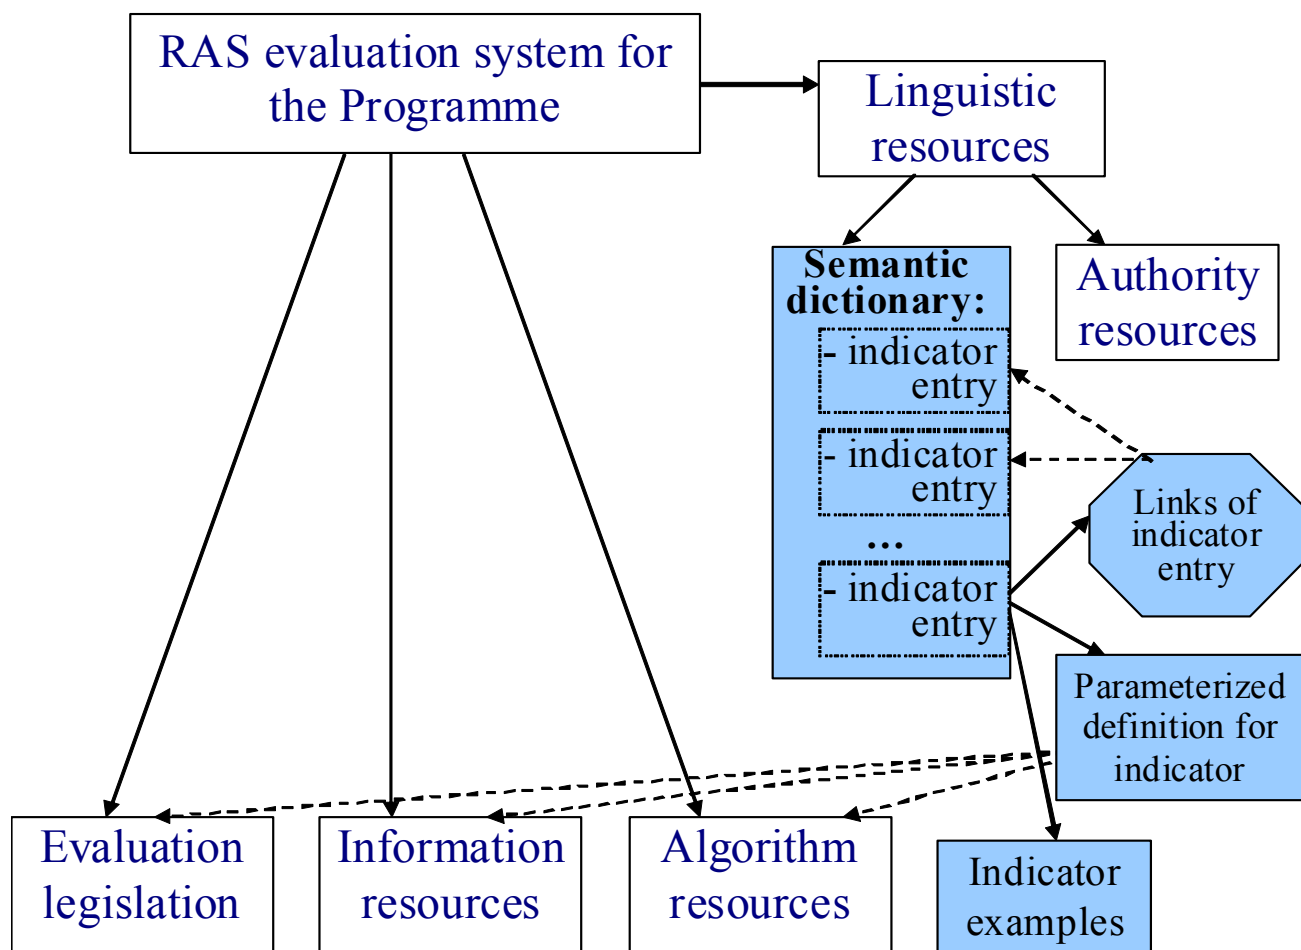 RAS evaluation system for
the Programme
Linguistic
resources
Semantic
dictionary:
- indicator
entry
- indicator
entry
...
- indicator
entry
Authority
resources
Links of
indicator
entry
Parameterized
definition for
indicator
Evaluation
legislation
Information
resources
Algorithm
resources
Indicator
examples